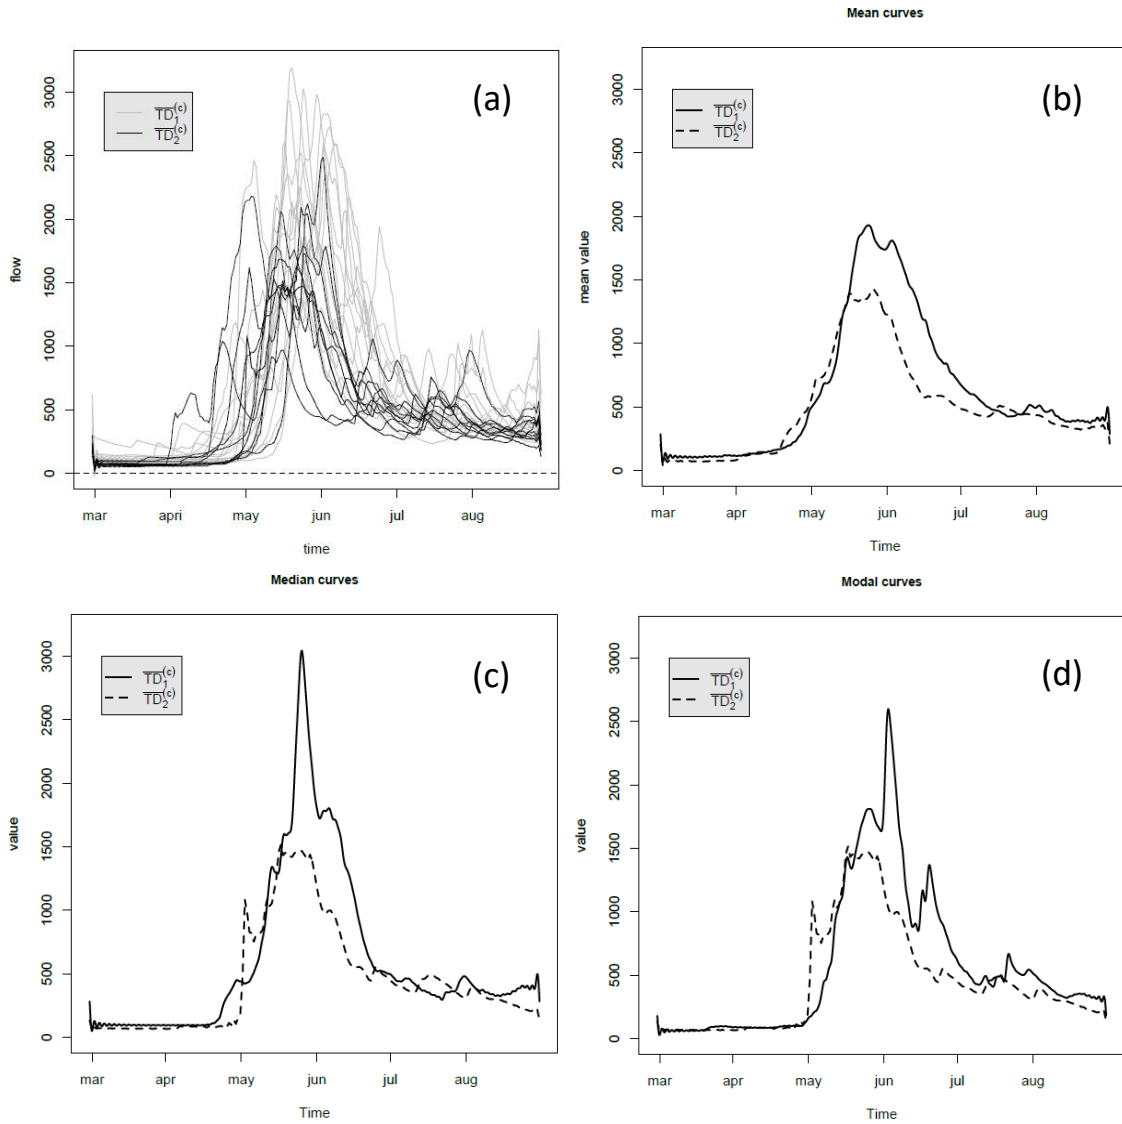 Mean curves
(a)
TD₁⁽ᶜ⁾
TD₂⁽ᶜ⁾
3000
2500
2000
1500
1000
500
0
flow
mar
apri
may
jun
jul
aug
time
(b)
TD₁⁽ᶜ⁾
TD₂⁽ᶜ⁾
3000
2500
2000
1500
1000
500
0
mean value
mar
apr
may
jun
jul
aug
Time
Median curves
(c)
TD₁⁽ᶜ⁾
TD₂⁽ᶜ⁾
3000
2500
2000
1500
1000
500
0
value
mar
apr
may
jun
jul
aug
Time
Modal curves
(d)
TD₁⁽ᶜ⁾
TD₂⁽ᶜ⁾
3000
2500
2000
1500
1000
500
0
value
mar
apr
may
jun
jul
aug
Time